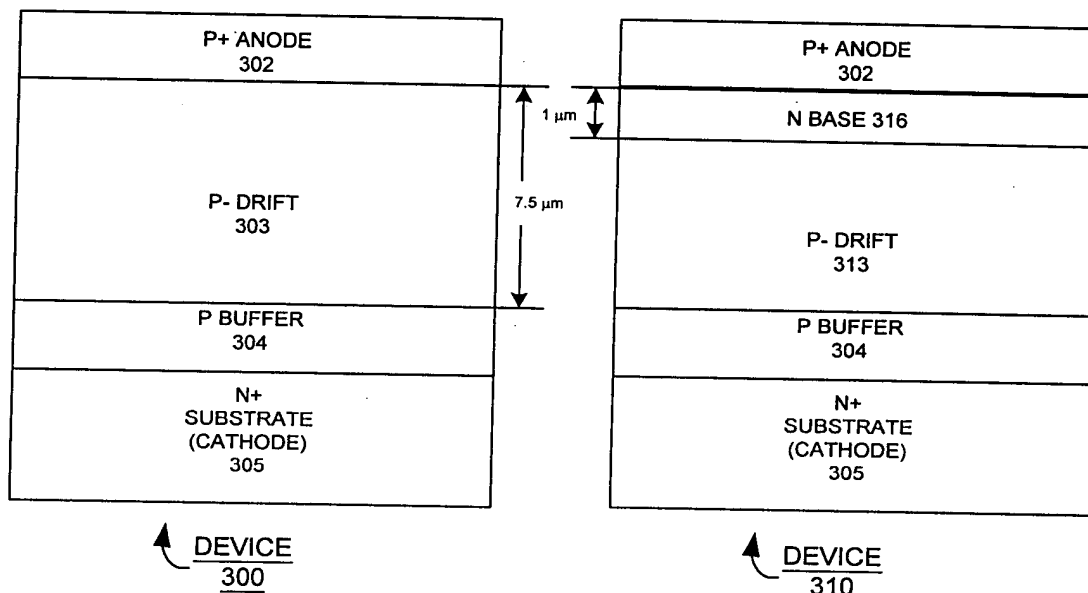 P+ ANODE
302
P- DRIFT
303
P BUFFER
304
N+
SUBSTRATE
(CATHODE)
305
DEVICE
300
1 μm
7.5 μm
P+ ANODE
302
N BASE 316
P- DRIFT
313
P BUFFER
304
N+
SUBSTRATE
(CATHODE)
305
DEVICE
310